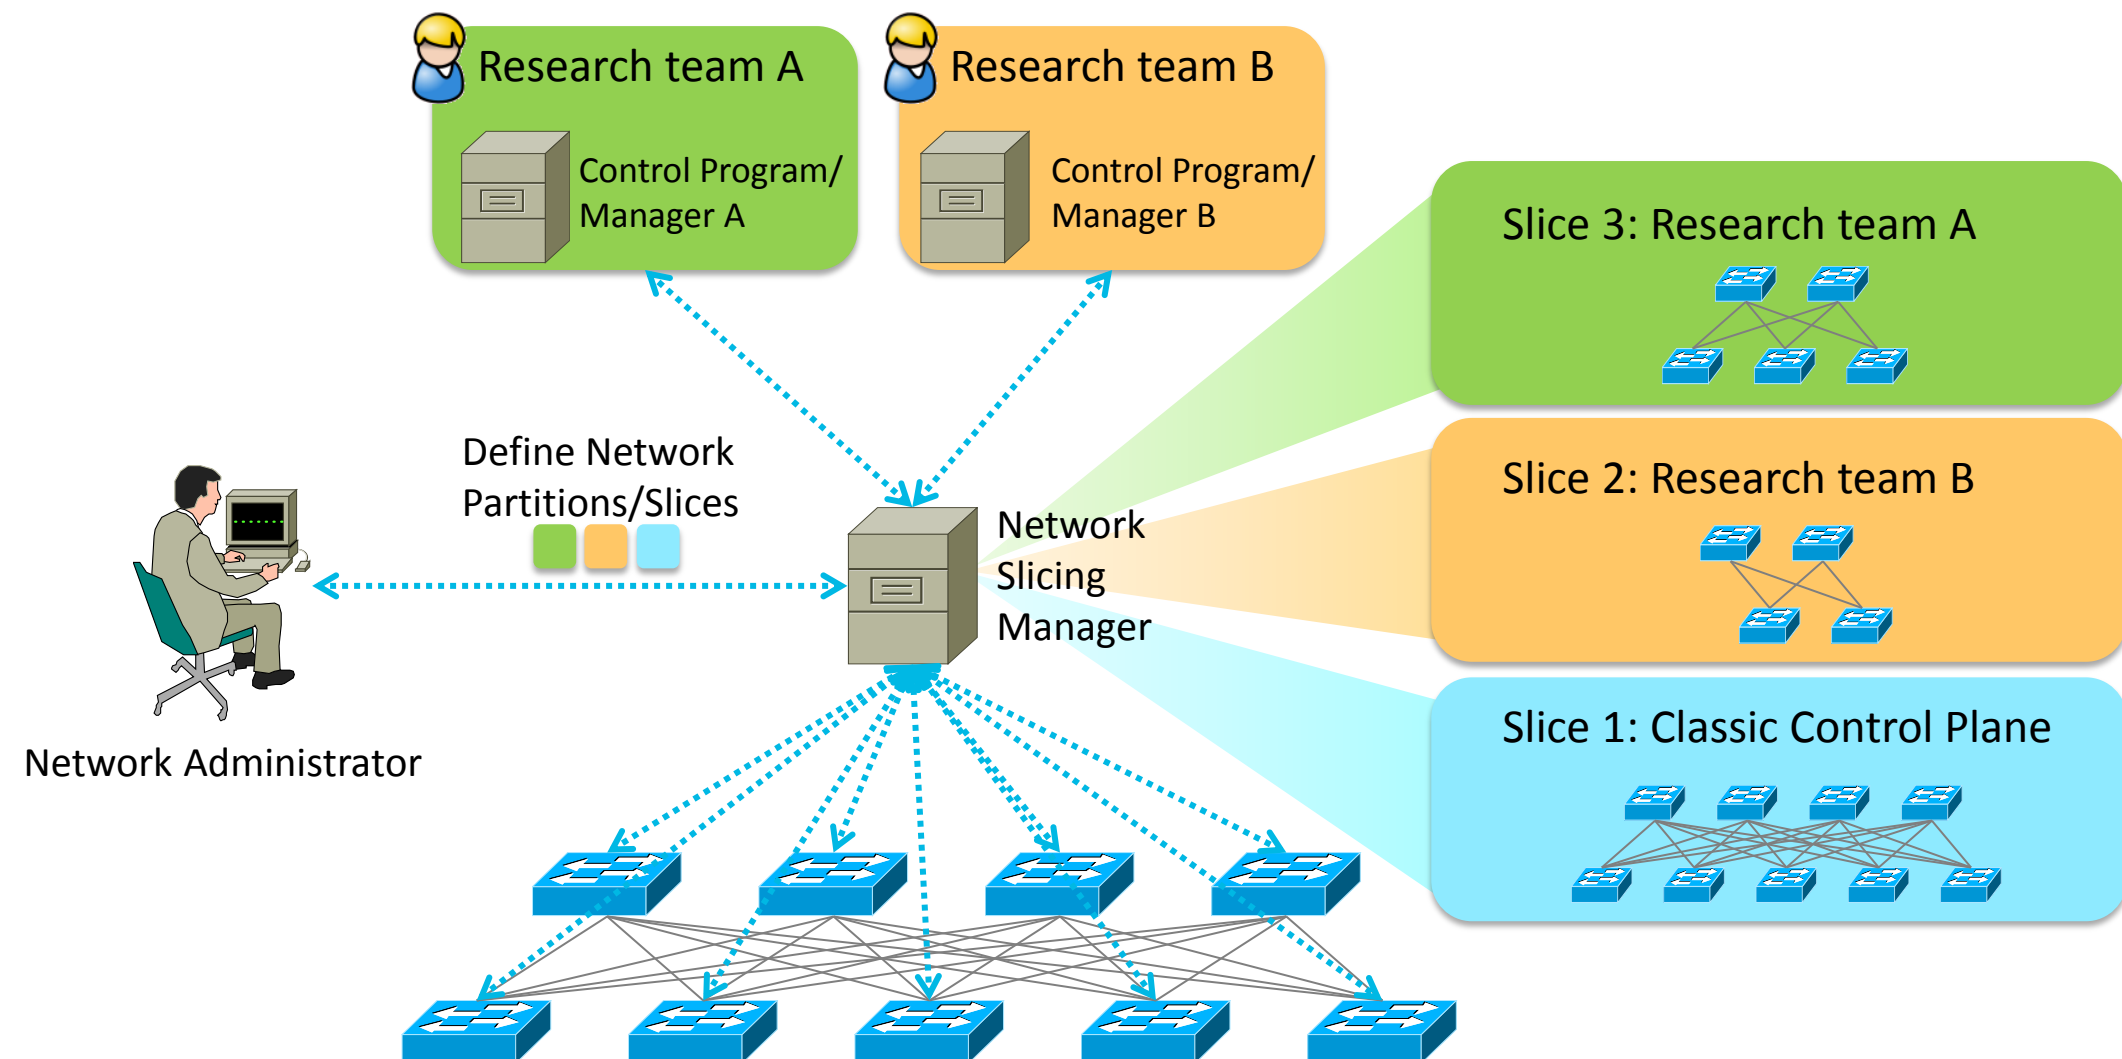 Research team A
Control Program/
Manager A
Research team B
Control Program/
Manager B
Define Network
Partitions/Slices
Network Administrator
Network
Slicing
Manager
Slice 3: Research team A
Slice 2: Research team B
Slice 1: Classic Control Plane